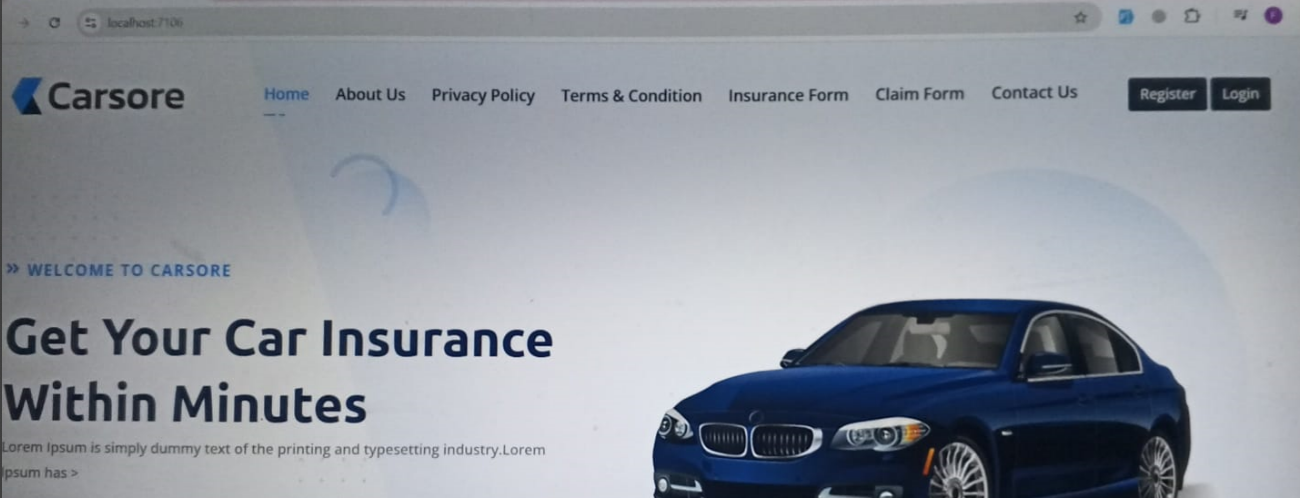 localhost:7106
Carsore
Home About Us Privacy Policy Terms & Condition Insurance Form Claim Form Contact Us Register Login
» WELCOME TO CARSORE
Get Your Car Insurance
Within Minutes
Lorem Ipsum is simply dummy text of the printing and typesetting industry.Lorem
Ipsum has >